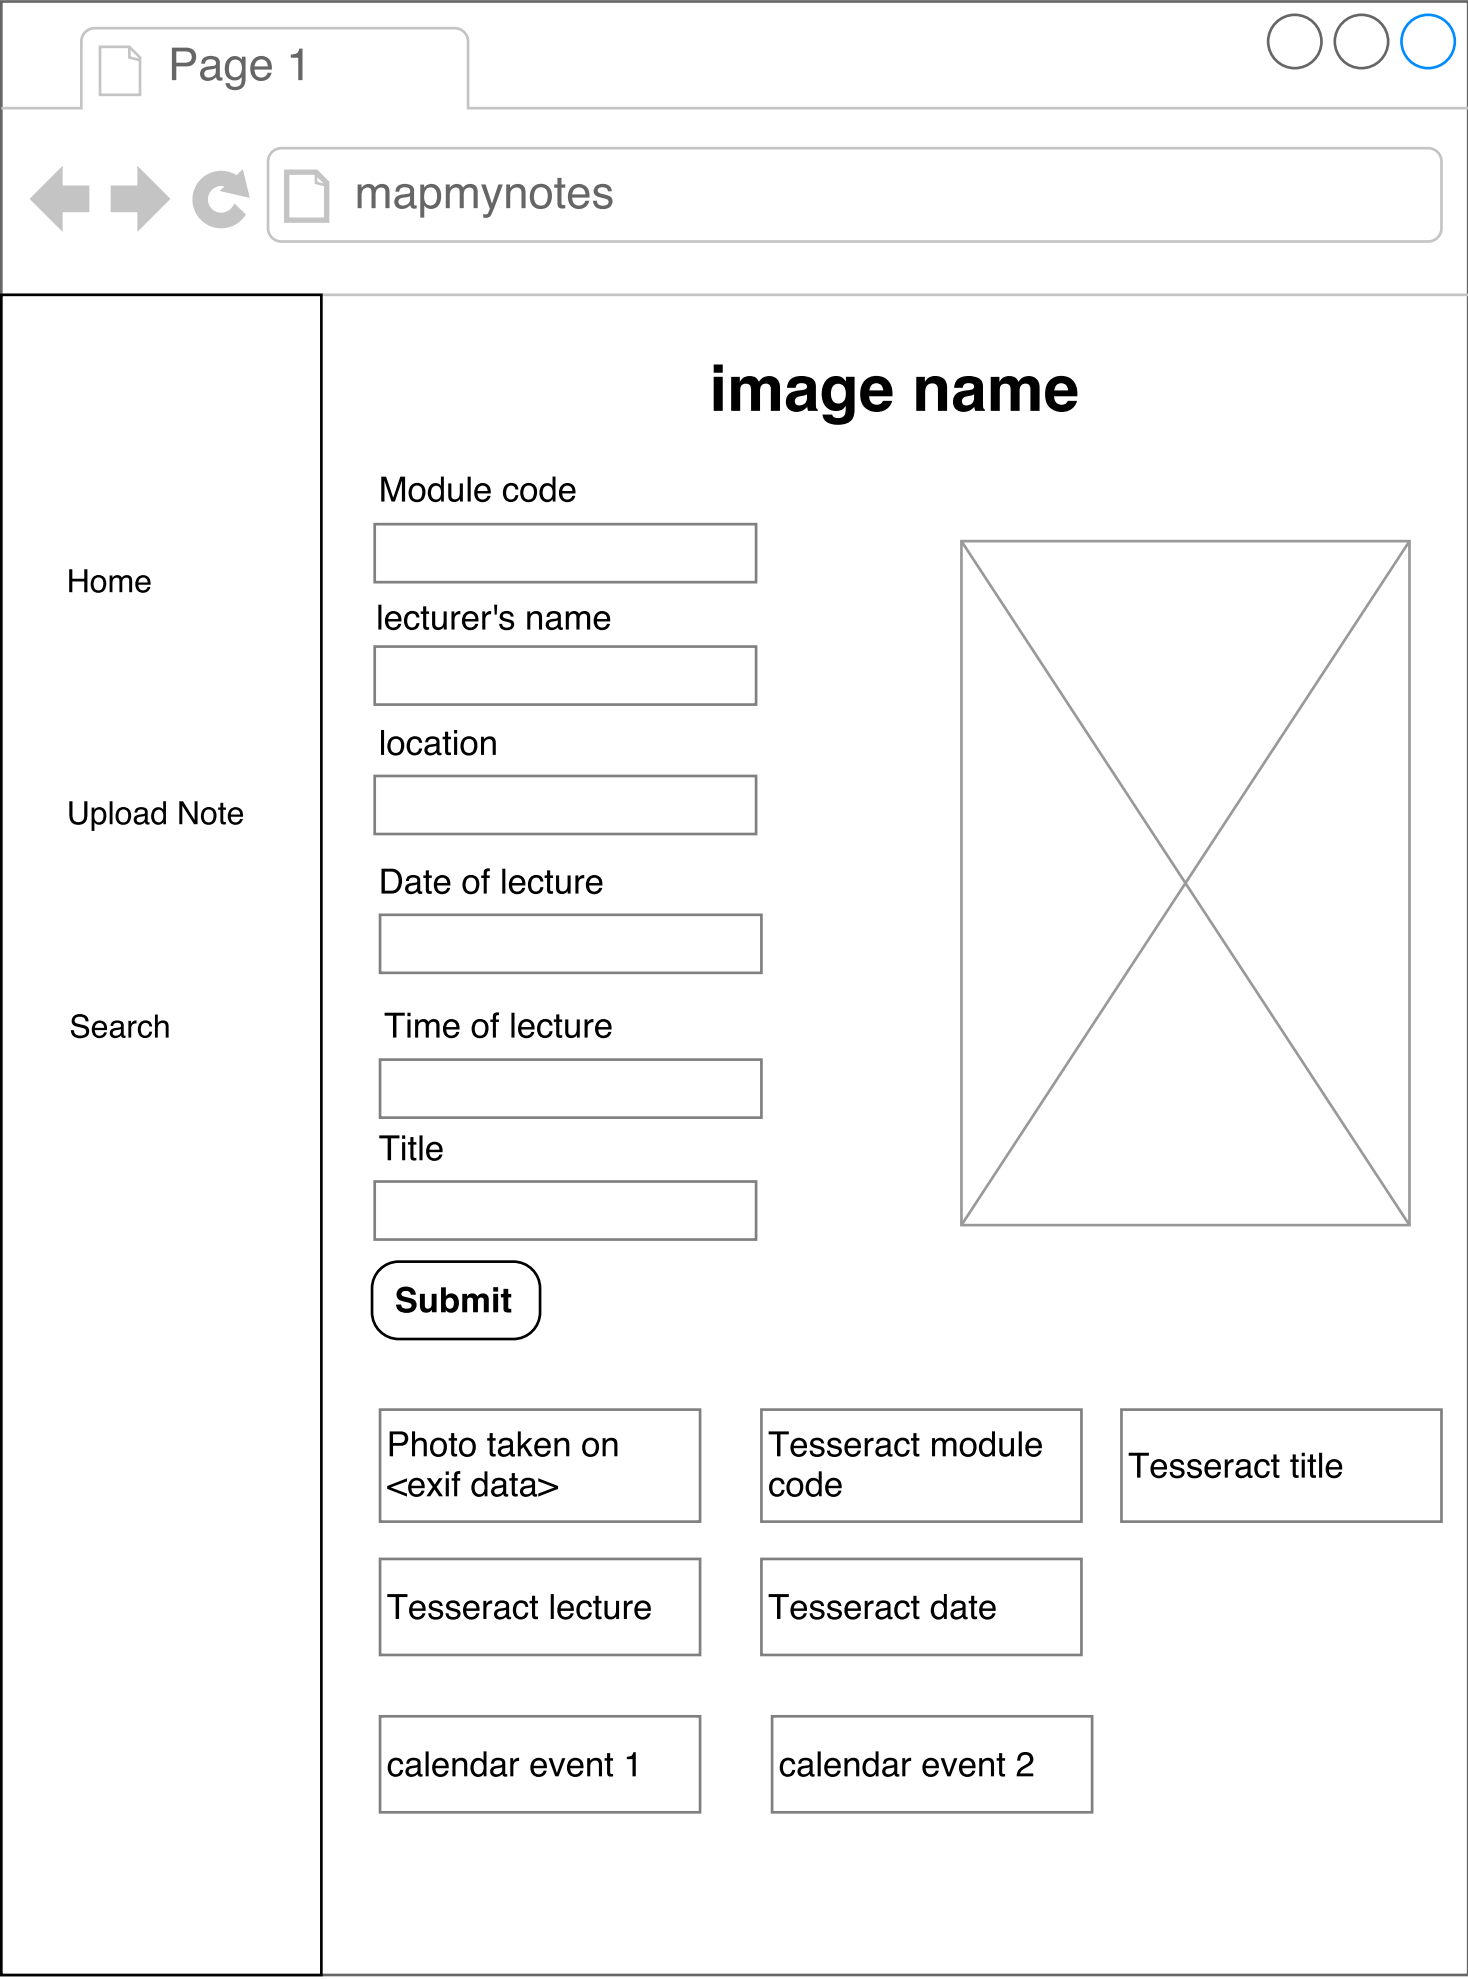 Page 1
mapmynotes
image name
Module code
Home
lecturer's name
location
Upload Note
Date of lecture
Search
Time of lecture
Title
Submit
Photo taken on
<exif data>
Tesseract module
code
Tesseract title
Tesseract lecture
Tesseract date
calendar event 1
calendar event 2